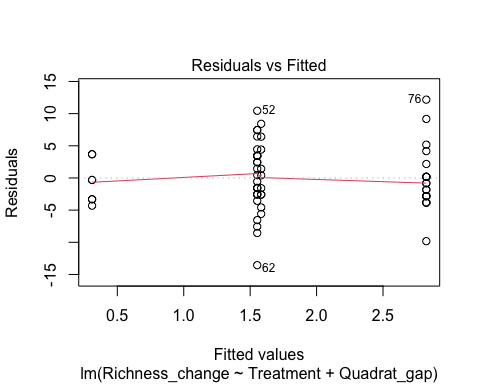 Residuals vs Fitted
Residuals
15
10
5
0
-5
-15
52
76
62
0.5 1.0 1.5 2.0 2.5
Fitted values
lm(Richness_change ~ Treatment + Quadrat_gap)